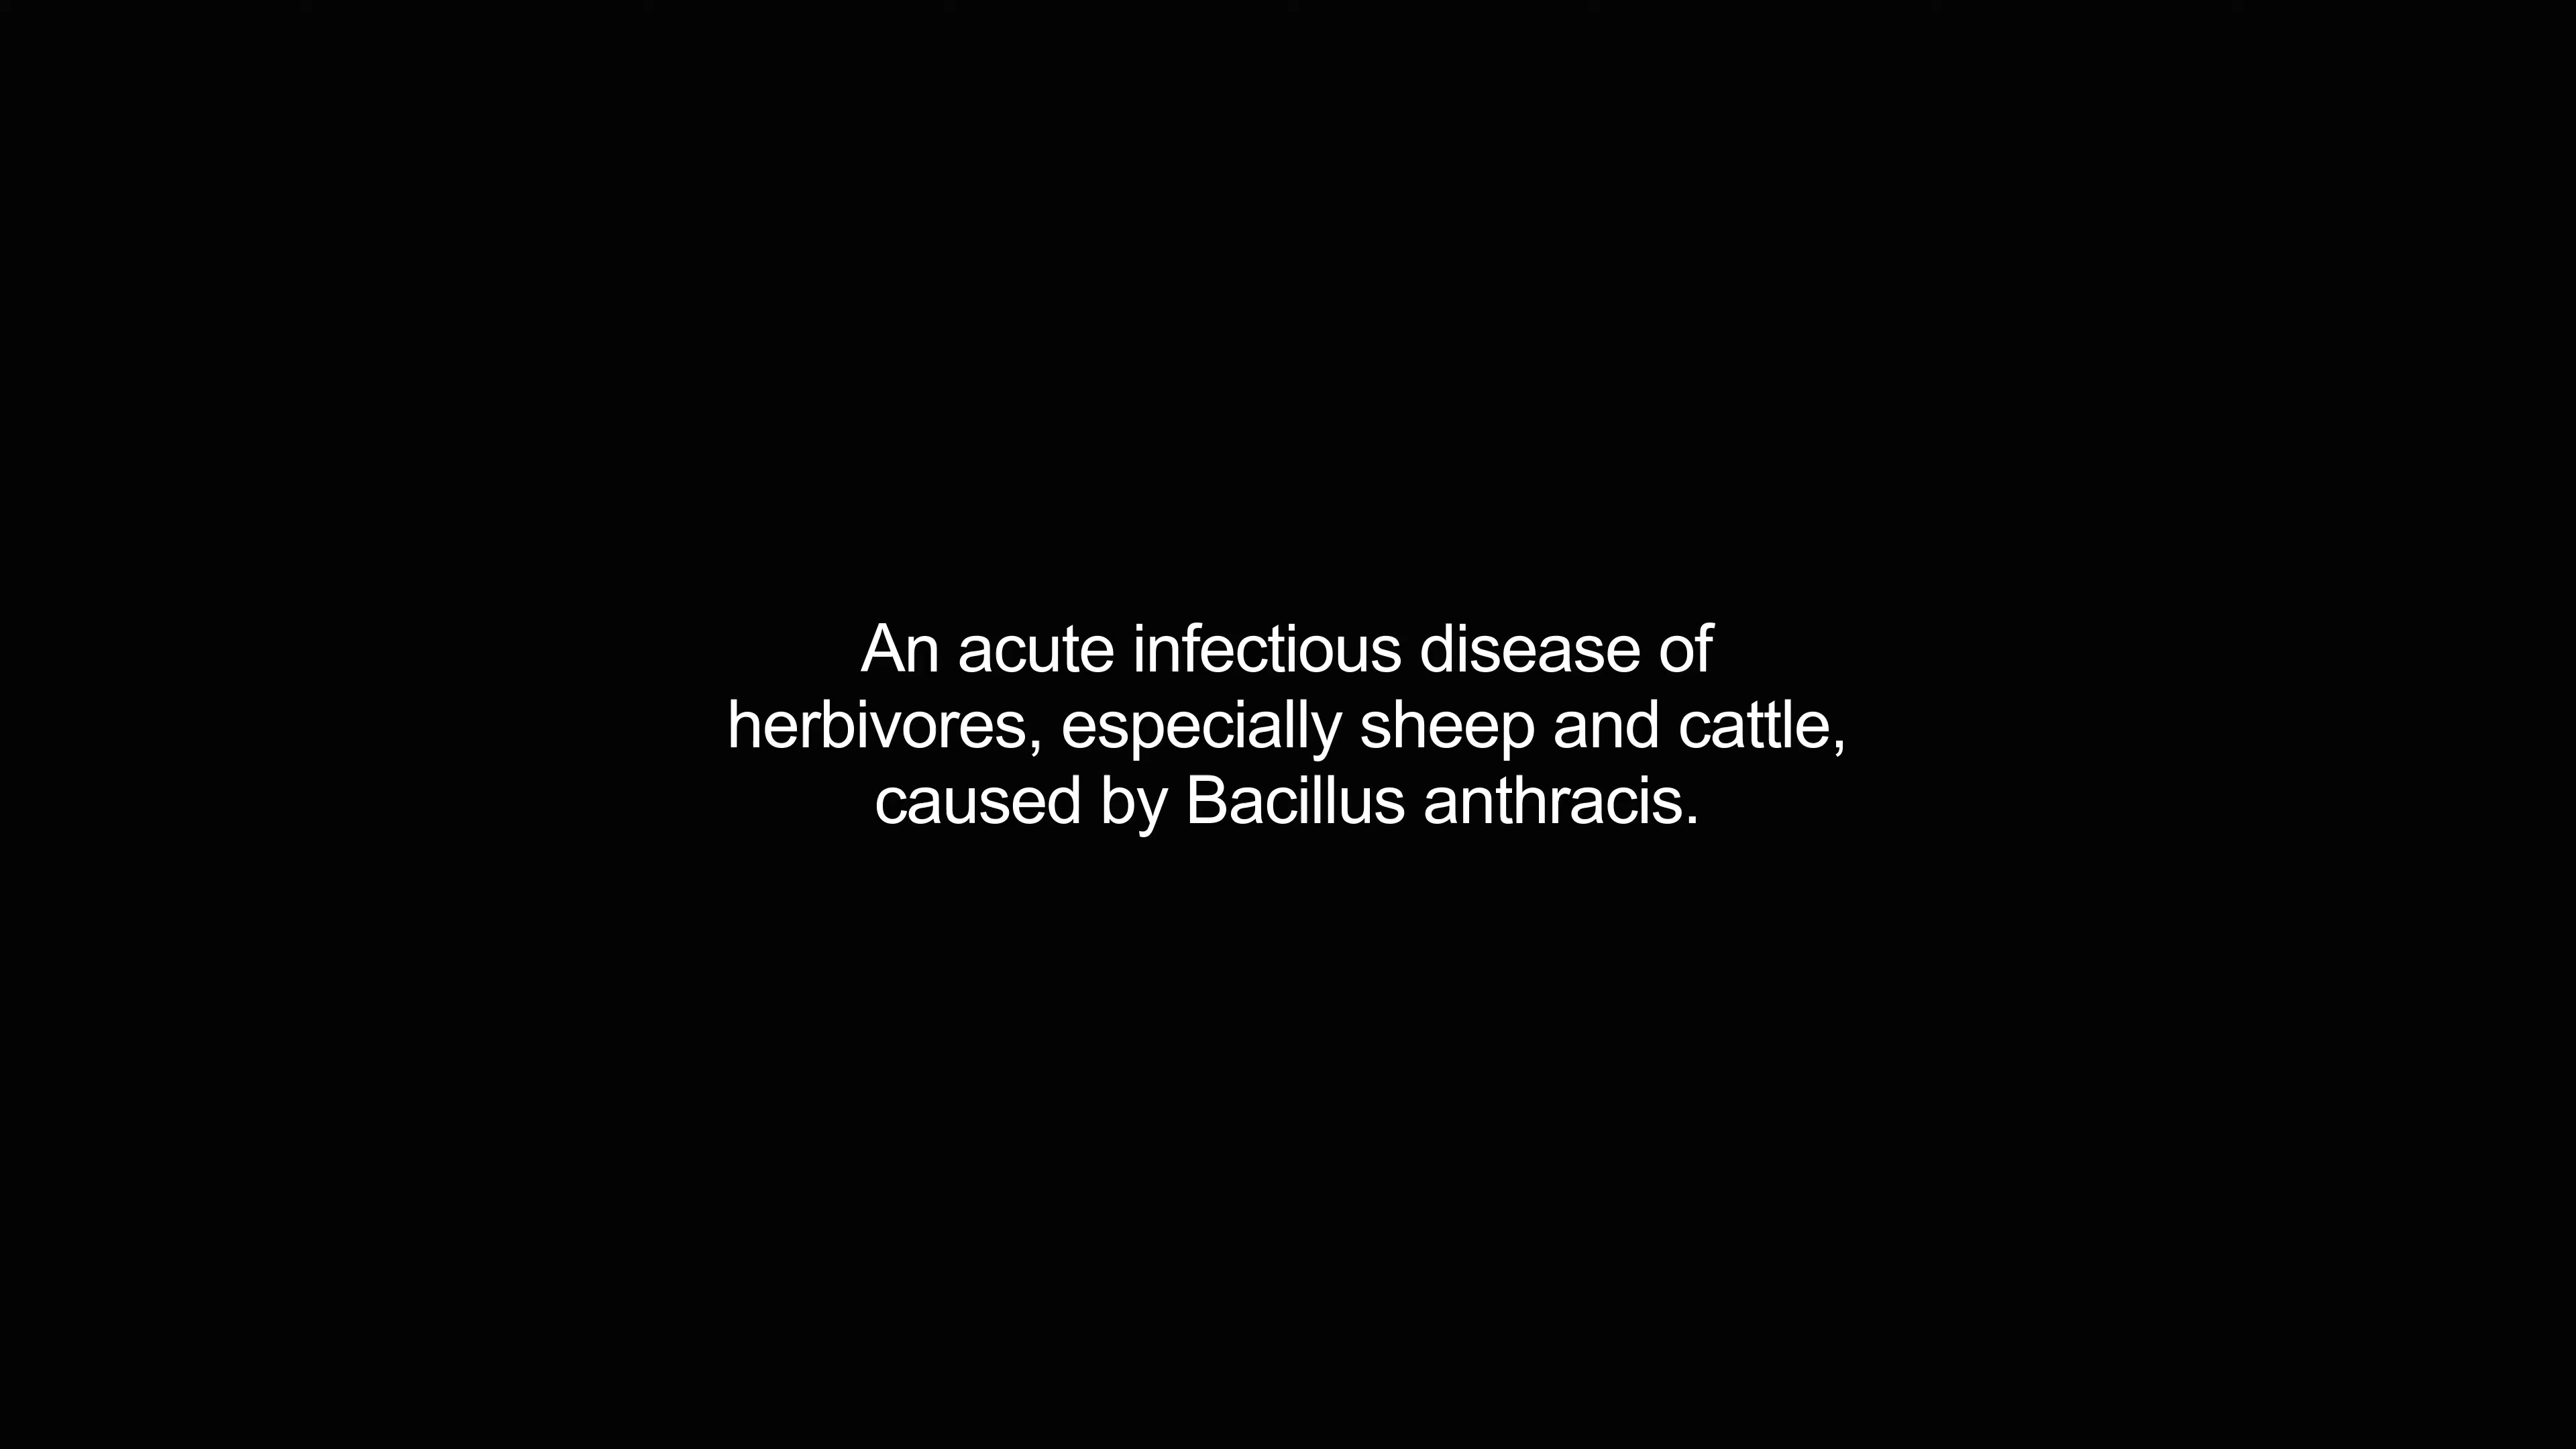 An acute infectious disease of
herbivores, especially sheep and cattle,
caused by Bacillus anthracis.